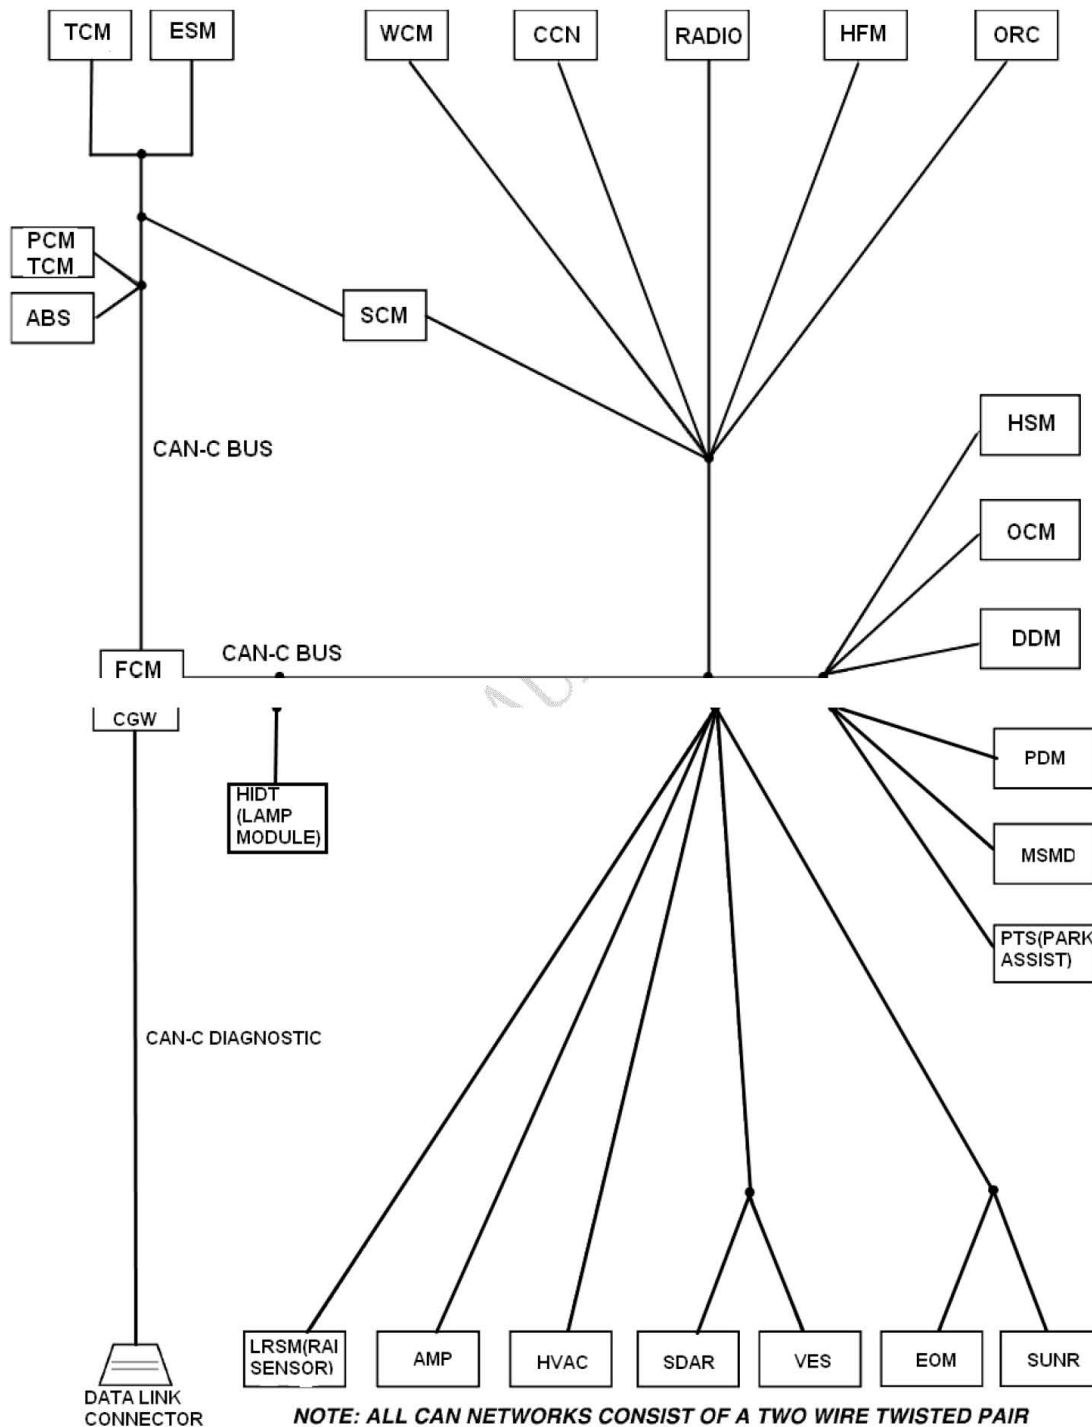 TCM
ESM
WCM
CCN
RADIO
HFM
ORC
PCM
TCM
ABS
SCM
HSM
CAN-C BUS
OCM
DDM
CAN-C BUS
FCM
CGW
PDM
HIDT
(LAMP
MODULE)
MSMD
PTS(PARK
ASSIST)
CAN-C DIAGNOSTIC
LRSM(RAI
SENSOR)
AMP
HVAC
SDAR
VES
EOM
SUNR
DATA LINK
CONNECTOR
NOTE: ALL CAN NETWORKS CONSIST OF A TWO WIRE TWISTED PAIR